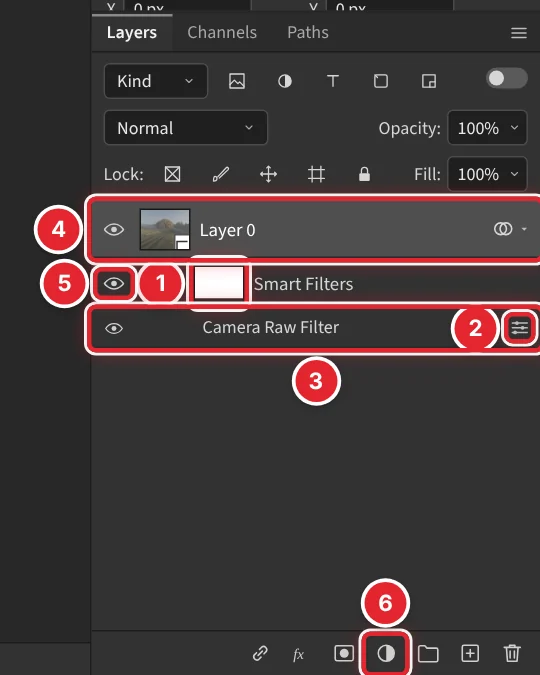 X 0 px Y 0 px
Layers Channels Paths
Kind
Normal Opacity: 100%
Lock: Fill: 100%
4 Layer 0
5 1 Smart Filters
Camera Raw Filter 2
3
6
fx